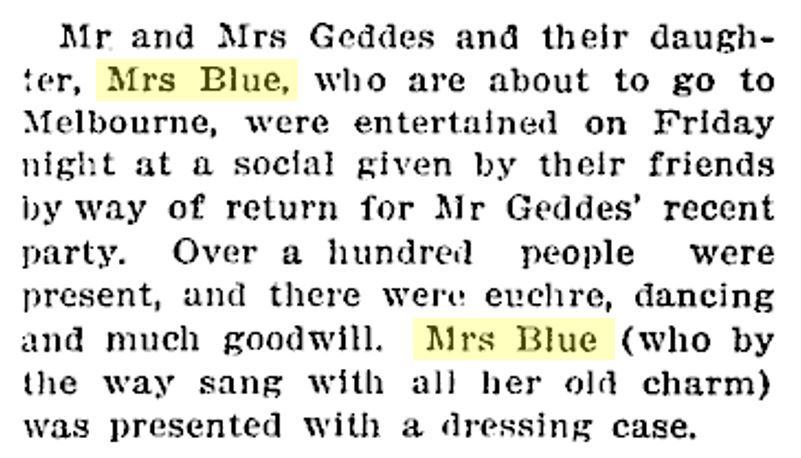 Mr and Mrs Geddes and their daugh-
ter, Mrs Blue, who are about to go to
Melbourne, were entertained on Friday
night at a social given by their friends
by way of return for Mr Geddes' recent
party. Over a hundred people were
present, and there were euchre, dancing
and much goodwill. Mrs Blue (who by
the way sang with all her old charm)
was presented with a dressing case.